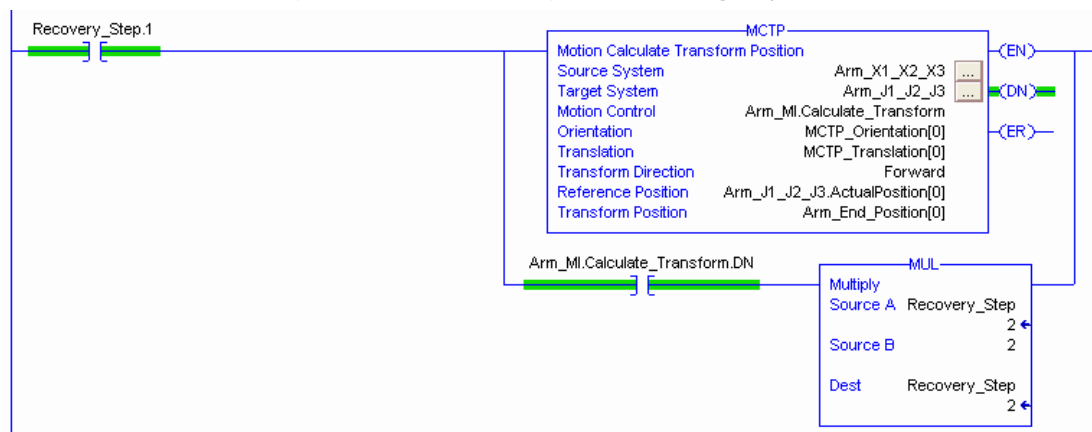 Recovery_Step.1
MCTP
Motion Calculate Transform Position
Source System Arm_X1_X2_X3 ...
Target System Arm_J1_J2_J3 ...
Motion Control Arm_MI.Calculate_Transform
Orientation MCTP_Orientation[0]
Translation MCTP_Translation[0]
Transform Direction Forward
Reference Position Arm_J1_J2_J3.ActualPosition[0]
Transform Position Arm_End_Position[0]
(EN)
(DN)
(ER)
Arm_MI.Calculate_Transform.DN
MUL
Multiply
Source A Recovery_Step
2
Source B 2
Dest Recovery_Step
2